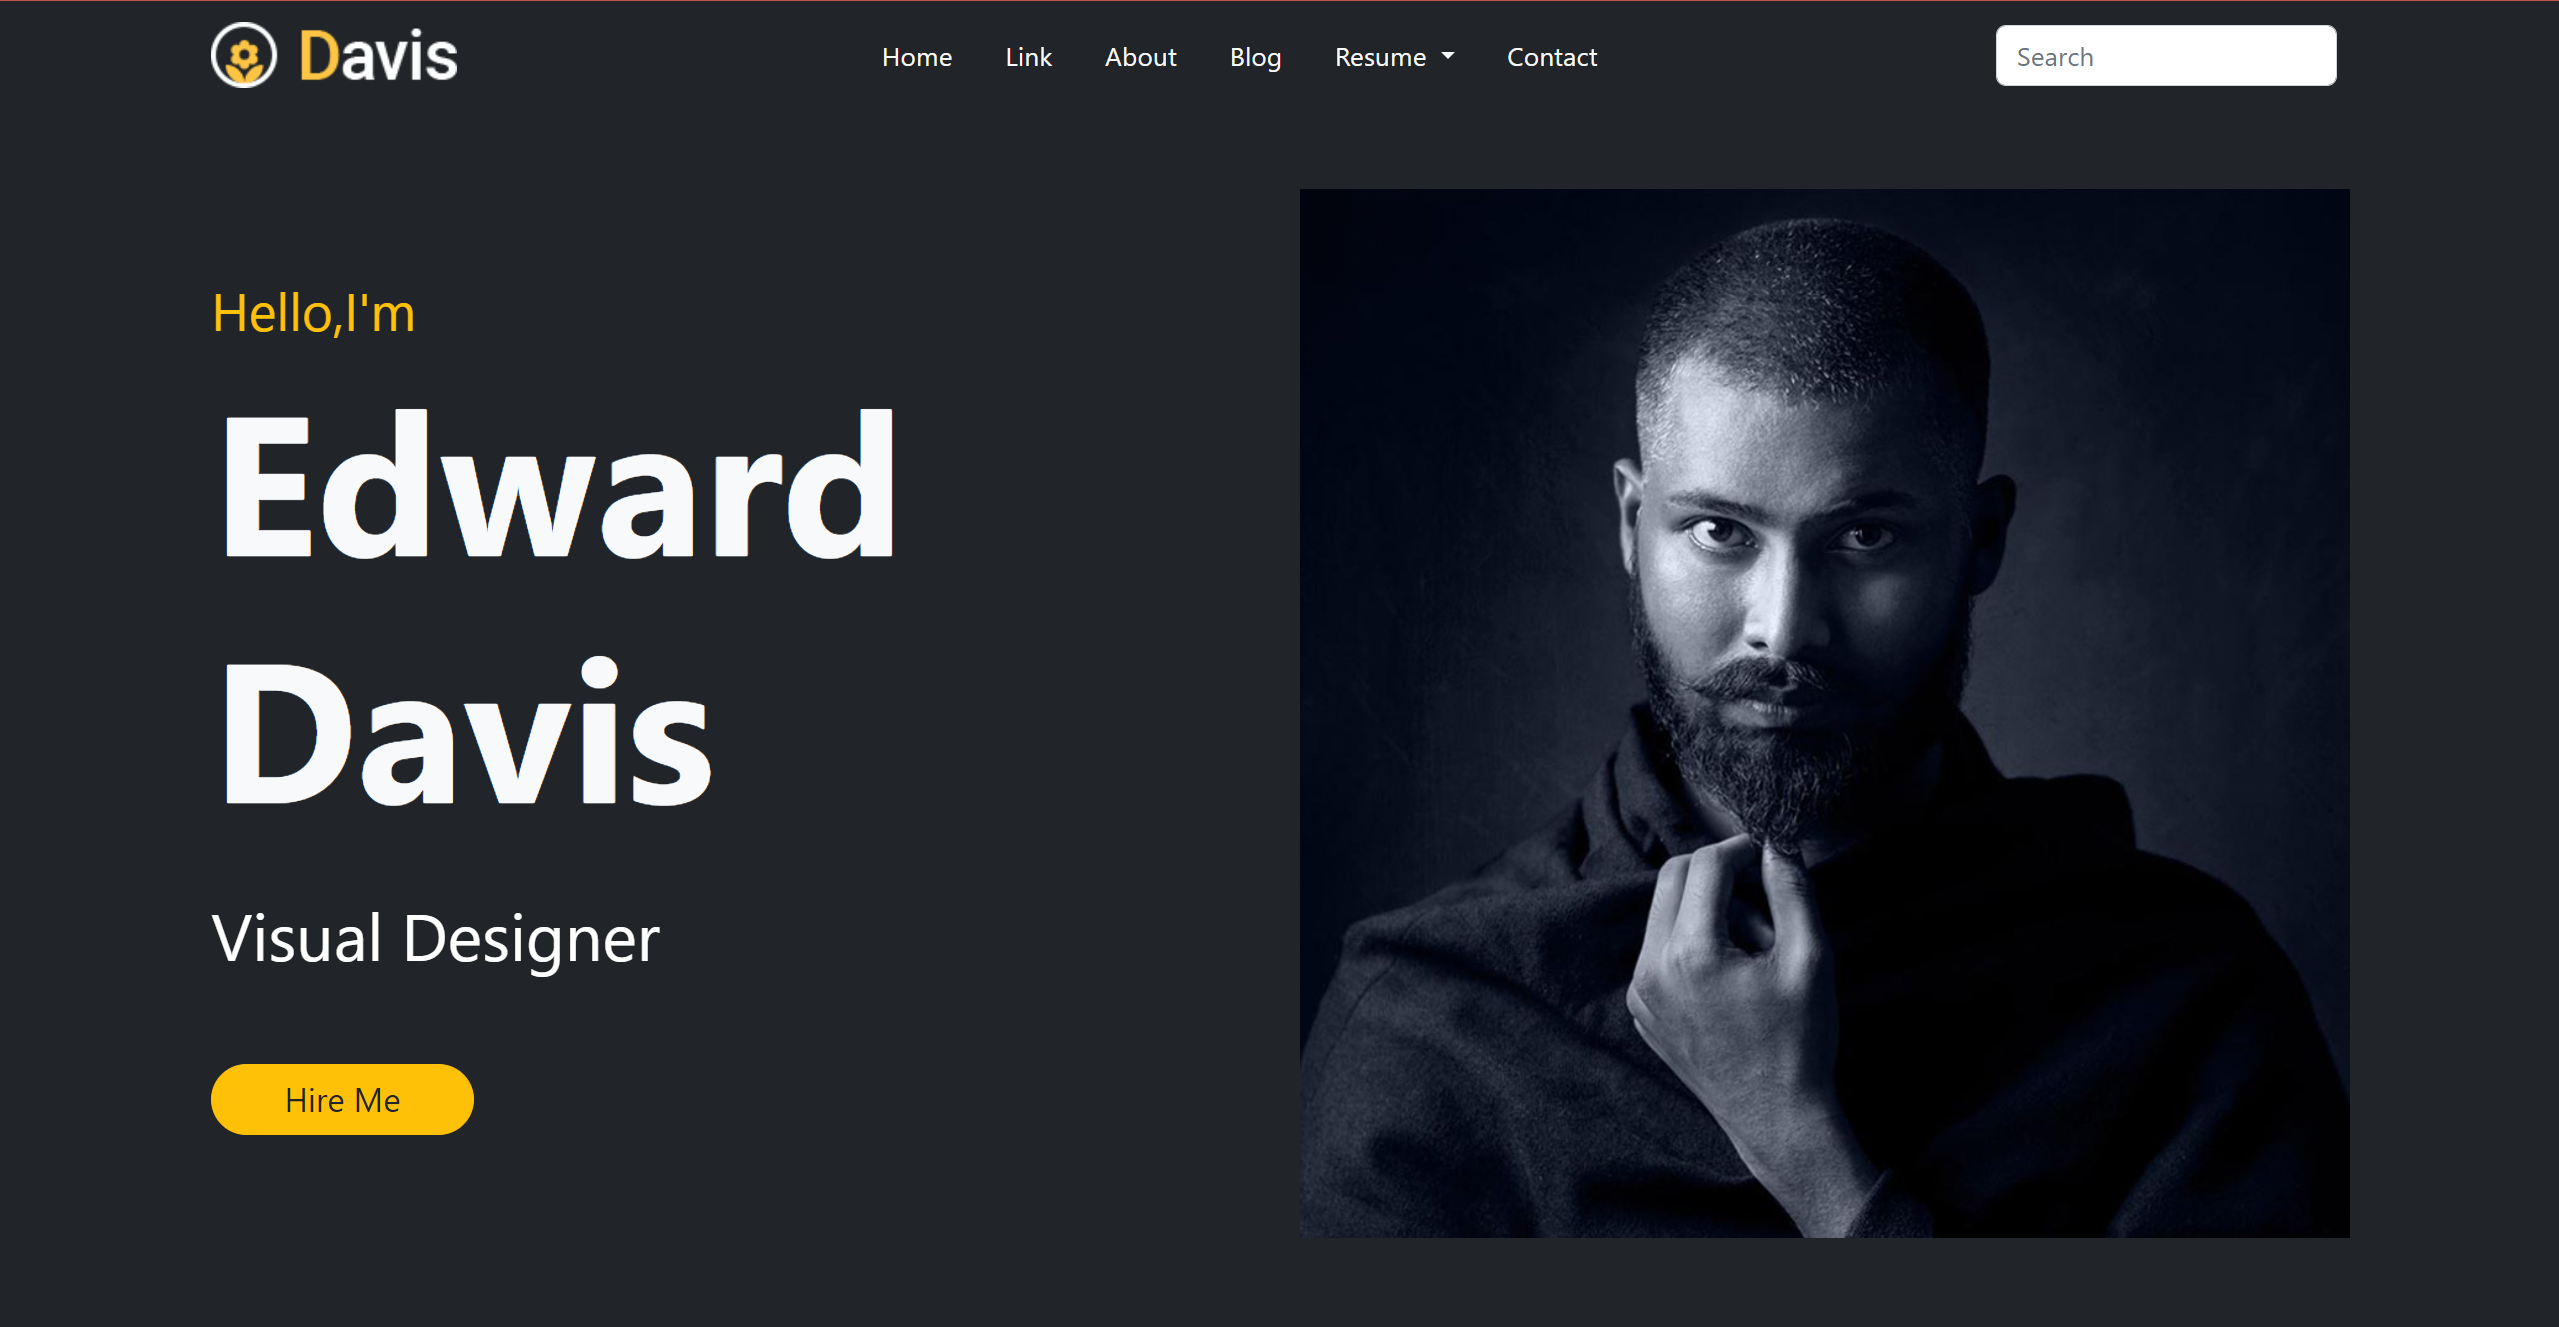 Davis
Home Link About Blog Resume Contact
Search
Hello,I'm
Edward
Davis
Visual Designer
Hire Me